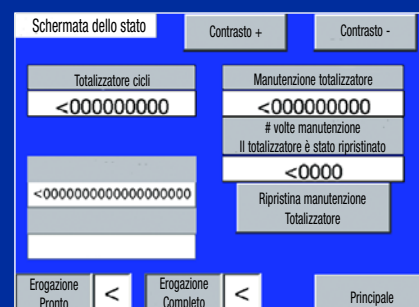 Schermata dello stato
Contrasto +
Contrasto -
Totalizzatore cicli
<000000000
Manutenzione totalizzatore
<000000000
# volte manutenzione
Il totalizzatore è stato ripristinato
<0000
<0000000000000000000
Ripristina manutenzione
Totalizzatore
Erogazione
Pronto
<
Erogazione
Completo
<
Principale